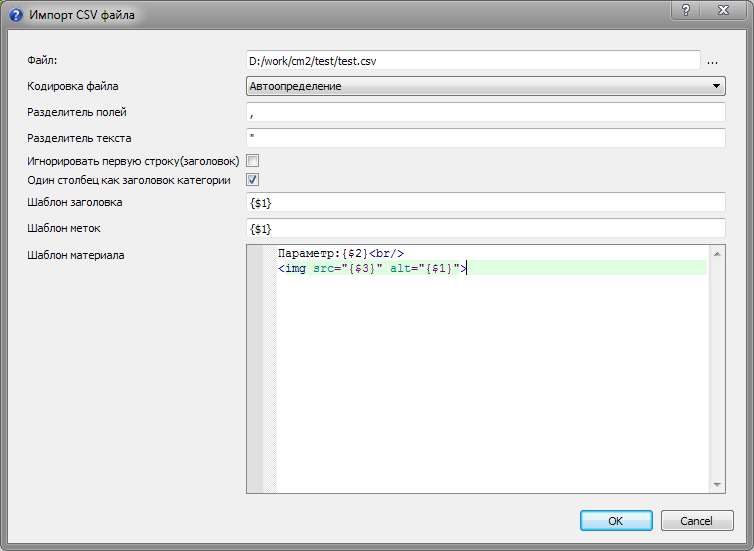 Импорт CSV файла
?
Файл:
D:/work/cm2/test/test.csv
...
Кодировка файла
Автоопределение
Разделитель полей
,
Разделитель текста
"
Игнорировать первую строку(заголовок)
Один столбец как заголовок категории
Шаблон заголовка
{$1}
Шаблон меток
{$1}
Шаблон материала
Параметр:{$2}<br/>
<img src="{$3}" alt="{$1}">
OK
Cancel